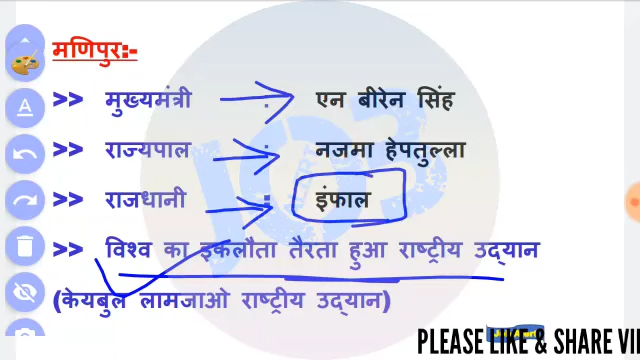 मणिपुर:-
>> मुख्यमंत्री : एन बीरेन सिंह
>> राज्यपाल : नजमा हेपतुल्ला
>> राजधानी : इंफाल
>> विश्व का इकलौता तैरता हुआ राष्ट्रीय उद्यान
(केयबुल लामजाओ राष्ट्रीय उद्यान)
PLEASE LIKE & SHARE VI